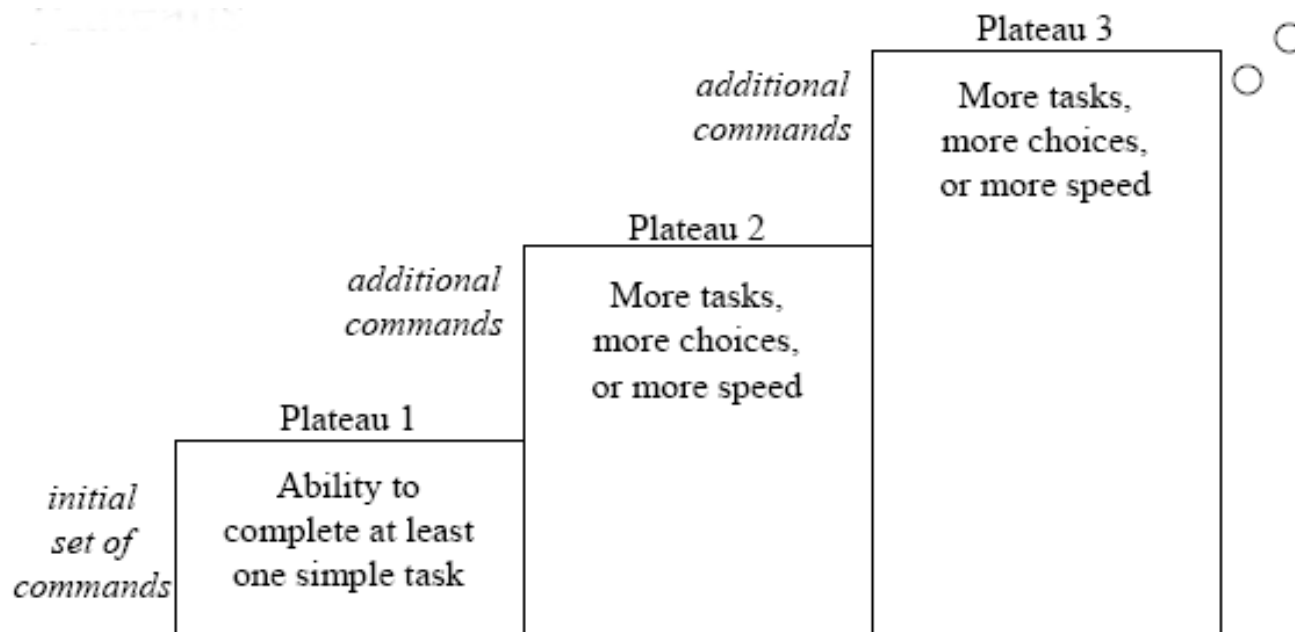 Plateau 3
additional
commands
More tasks,
more choices,
or more speed
Plateau 2
additional
commands
More tasks,
more choices,
or more speed
Plateau 1
initial
set of
commands
Ability to
complete at least
one simple task